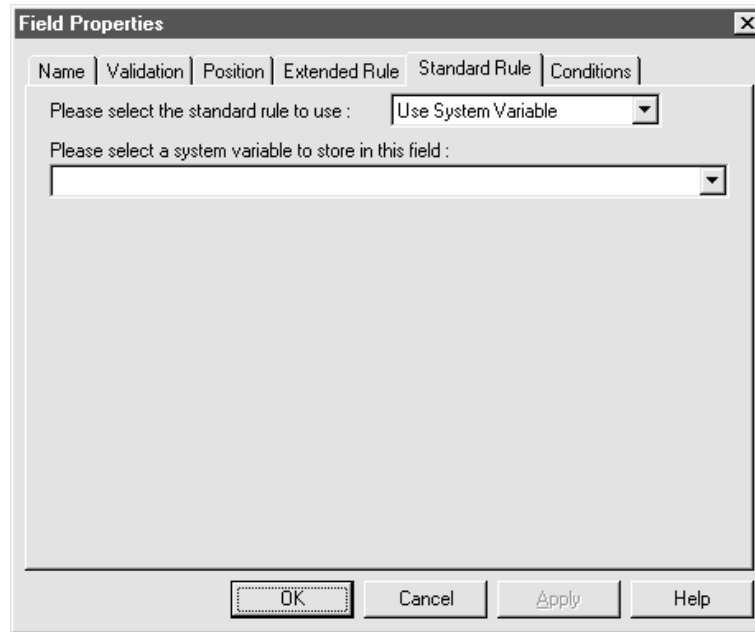 Field Properties
Name Validation Position Extended Rule Standard Rule Conditions
Please select the standard rule to use : Use System Variable
Please select a system variable to store in this field :
OK Cancel Apply Help